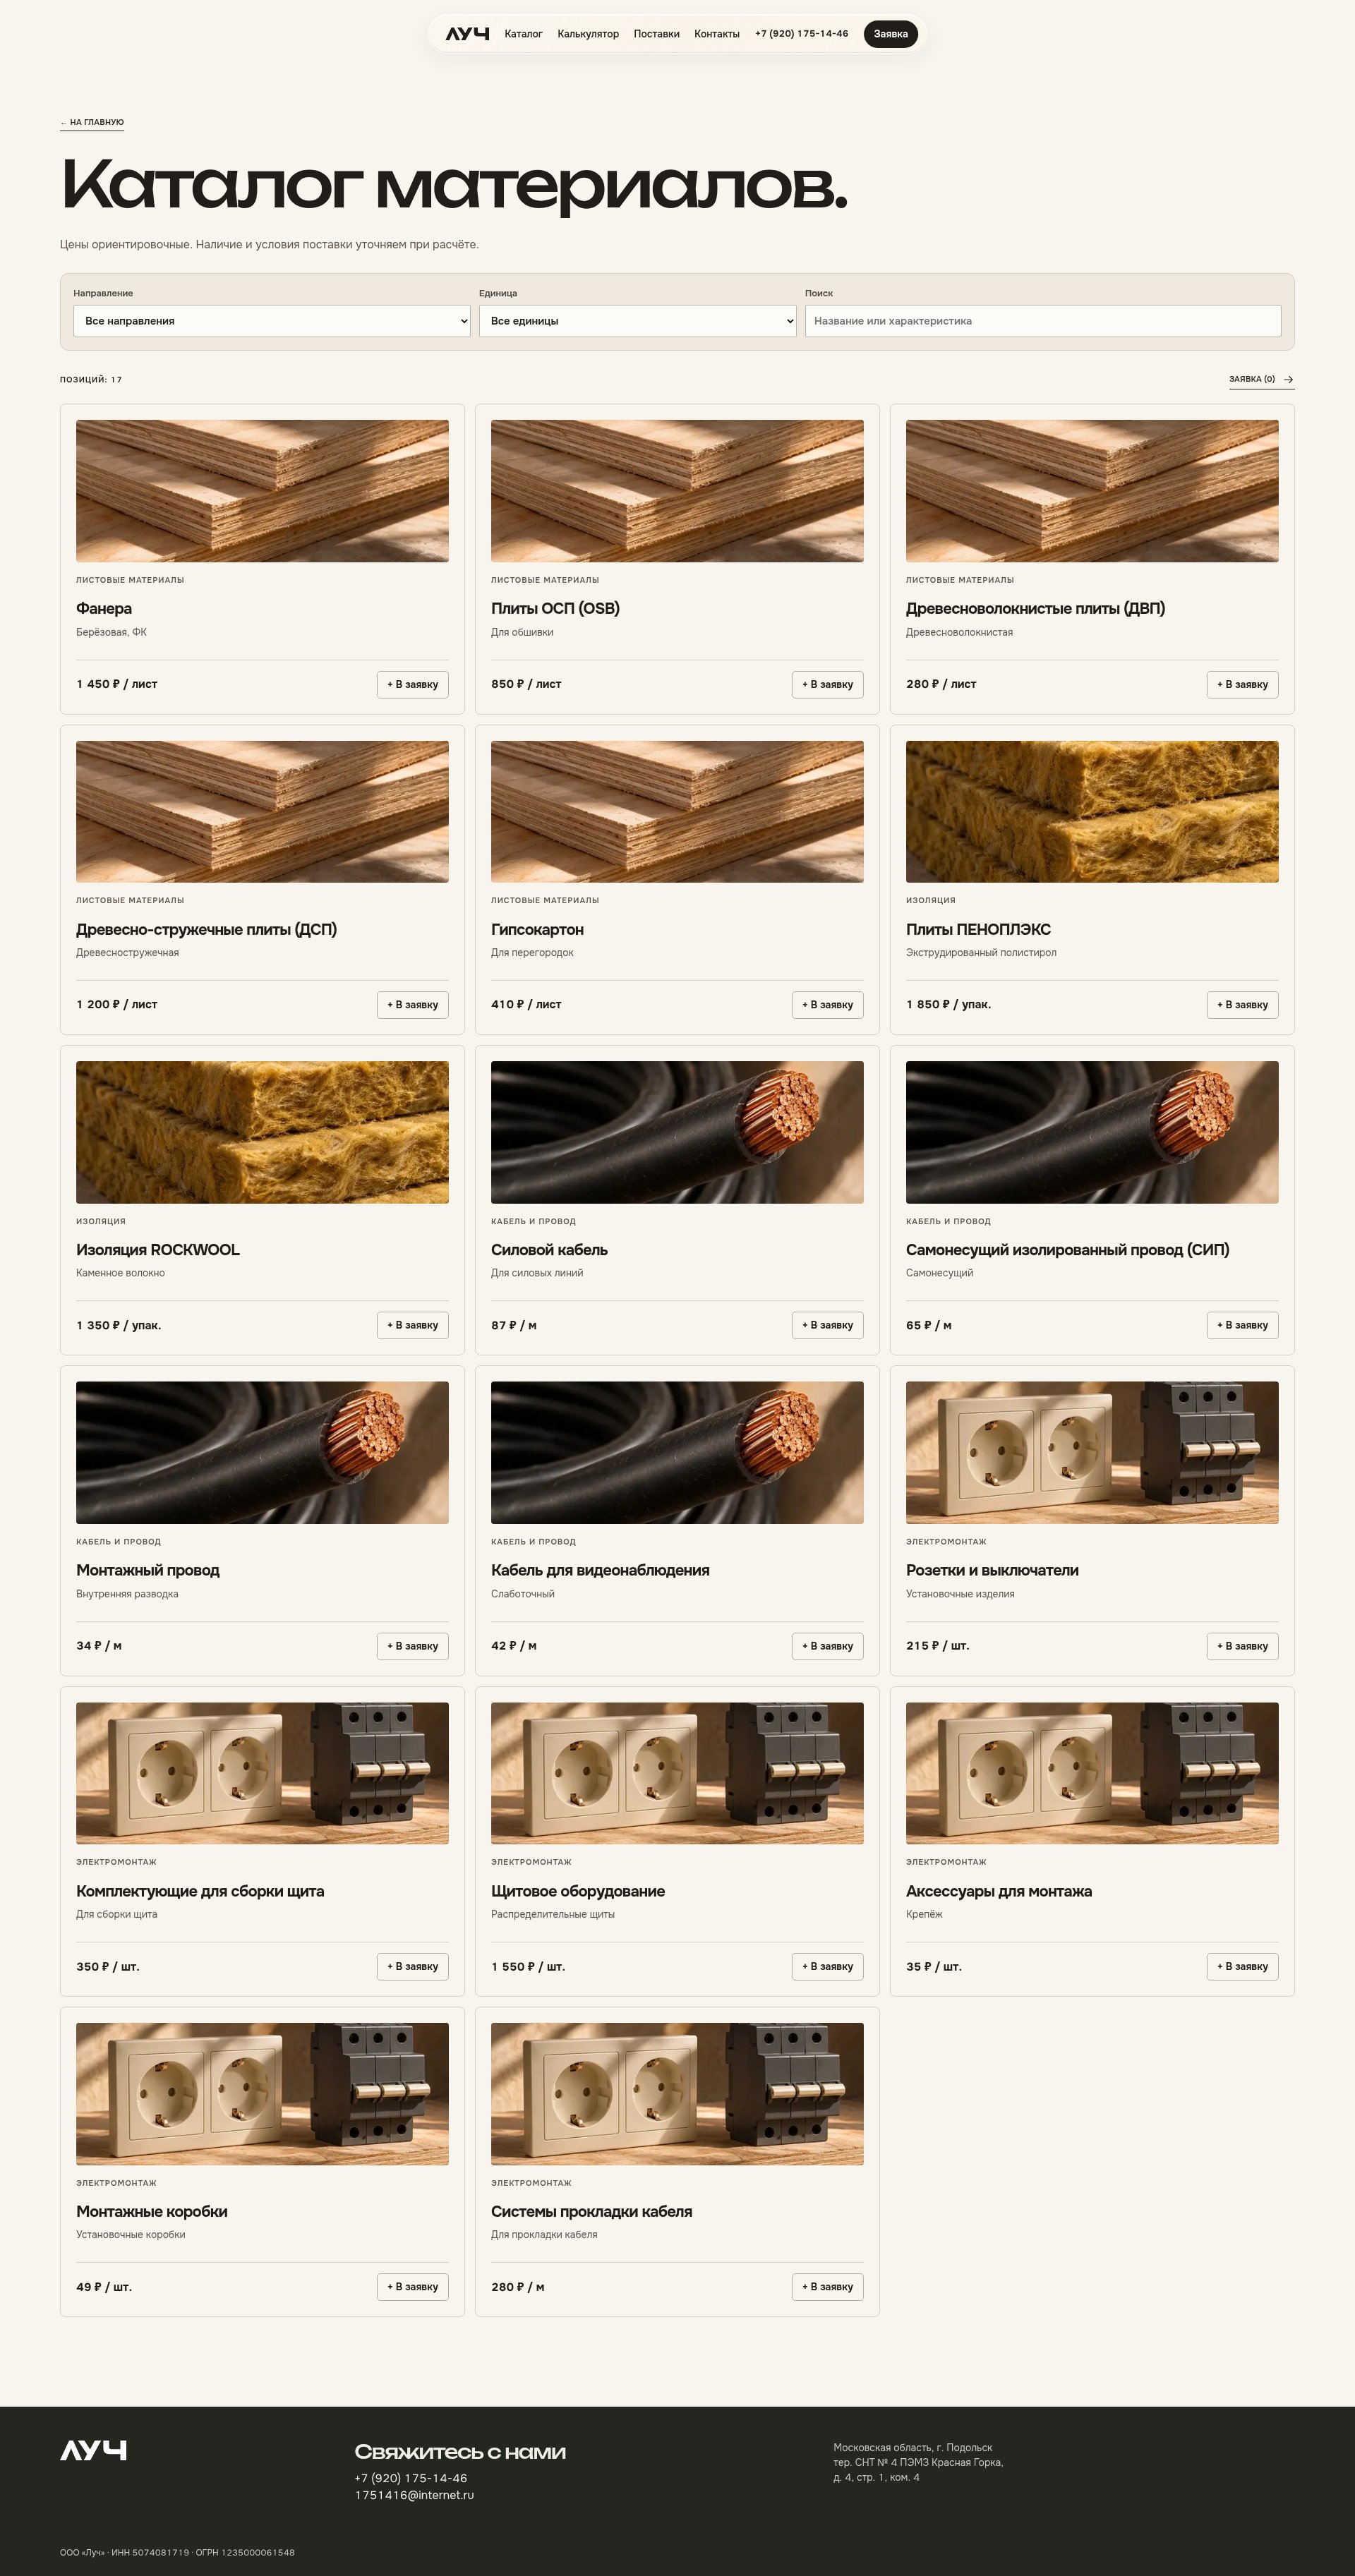 ЛУЧ Каталог Калькулятор Поставки Контакты +7 (920) 175-14-46 Заявка
← НА ГЛАВНУЮ
Каталог материалов.
Цены ориентировочные. Наличие и условия поставки уточняем при расчёте.
Направление Единица Поиск
Все направления Все единицы Название или характеристика
ПОЗИЦИЙ: 17 ЗАЯВКА (0) →
ЛИСТОВЫЕ МАТЕРИАЛЫ
Фанера
Берёзовая, ФК
1 450 ₽ / лист + В заявку
ЛИСТОВЫЕ МАТЕРИАЛЫ
Плиты ОСП (OSB)
Для обшивки
850 ₽ / лист + В заявку
ЛИСТОВЫЕ МАТЕРИАЛЫ
Древесноволокнистые плиты (ДВП)
Древесноволокнистая
280 ₽ / лист + В заявку
ЛИСТОВЫЕ МАТЕРИАЛЫ
Древесно-стружечные плиты (ДСП)
Древесностружечная
1 200 ₽ / лист + В заявку
ЛИСТОВЫЕ МАТЕРИАЛЫ
Гипсокартон
Для перегородок
410 ₽ / лист + В заявку
ИЗОЛЯЦИЯ
Плиты ПЕНОПЛЭКС
Экструдированный полистирол
1 850 ₽ / упак. + В заявку
ИЗОЛЯЦИЯ
Изоляция ROCKWOOL
Каменное волокно
1 350 ₽ / упак. + В заявку
КАБЕЛЬ И ПРОВОД
Силовой кабель
Для силовых линий
87 ₽ / м + В заявку
КАБЕЛЬ И ПРОВОД
Самонесущий изолированный провод (СИП)
Самонесущий
65 ₽ / м + В заявку
КАБЕЛЬ И ПРОВОД
Монтажный провод
Внутренняя разводка
34 ₽ / м + В заявку
КАБЕЛЬ И ПРОВОД
Кабель для видеонаблюдения
Слаботочный
42 ₽ / м + В заявку
ЭЛЕКТРОМОНТАЖ
Розетки и выключатели
Установочные изделия
215 ₽ / шт. + В заявку
ЭЛЕКТРОМОНТАЖ
Комплектующие для сборки щита
Для сборки щита
350 ₽ / шт. + В заявку
ЭЛЕКТРОМОНТАЖ
Щитовое оборудование
Распределительные щиты
1 550 ₽ / шт. + В заявку
ЭЛЕКТРОМОНТАЖ
Аксессуары для монтажа
Крепёж
35 ₽ / шт. + В заявку
ЭЛЕКТРОМОНТАЖ
Монтажные коробки
Установочные коробки
49 ₽ / шт. + В заявку
ЭЛЕКТРОМОНТАЖ
Системы прокладки кабеля
Для прокладки кабеля
280 ₽ / м + В заявку
ЛУЧ
Свяжитесь с нами
+7 (920) 175-14-46
1751416@internet.ru
Московская область, г. Подольск
тер. СНТ № 4 ПЭМЗ Красная Горка,
д. 4, стр. 1, ком. 4
ООО «Луч» · ИНН 5074081719 · ОГРН 1235000061548